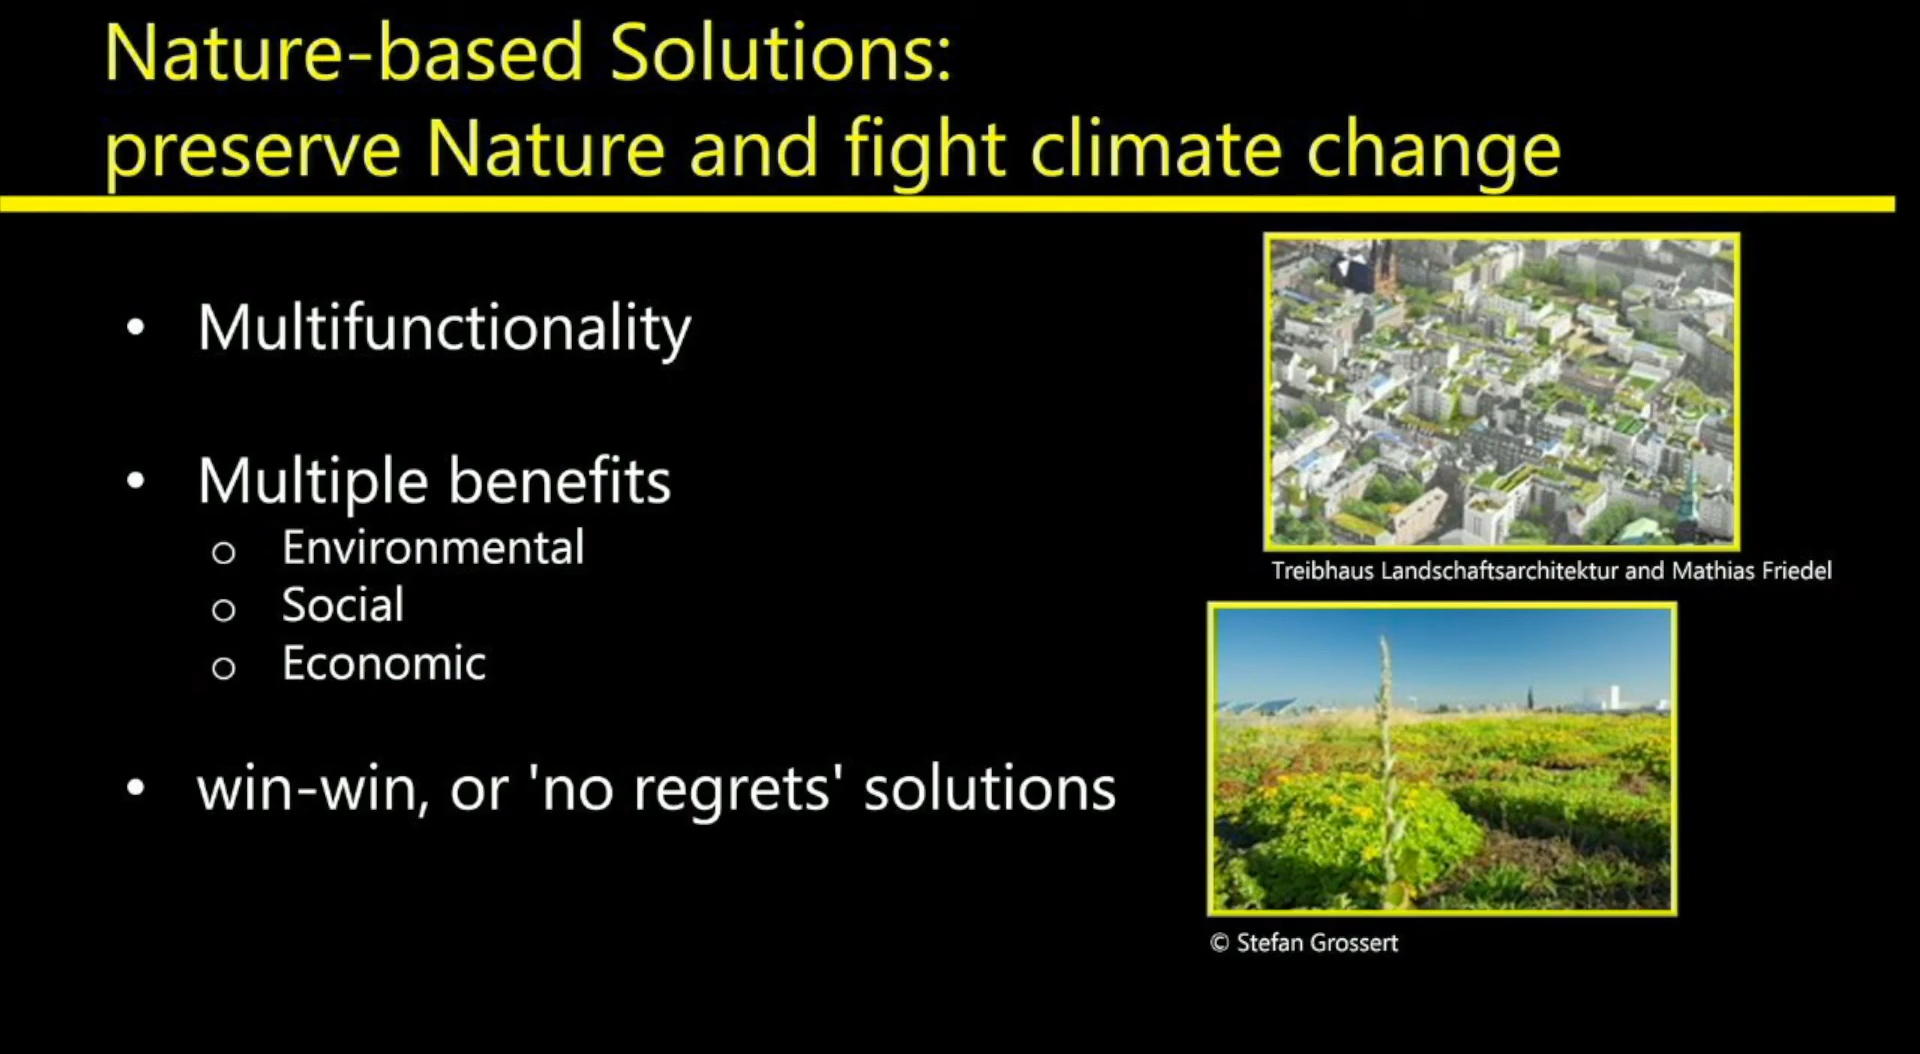 Nature-based Solutions:
preserve Nature and fight climate change
• Multifunctionality
• Multiple benefits
o Environmental
o Social
o Economic
• win-win, or 'no regrets' solutions
Treibhaus Landschaftsarchitektur and Mathias Friedel
© Stefan Grossert